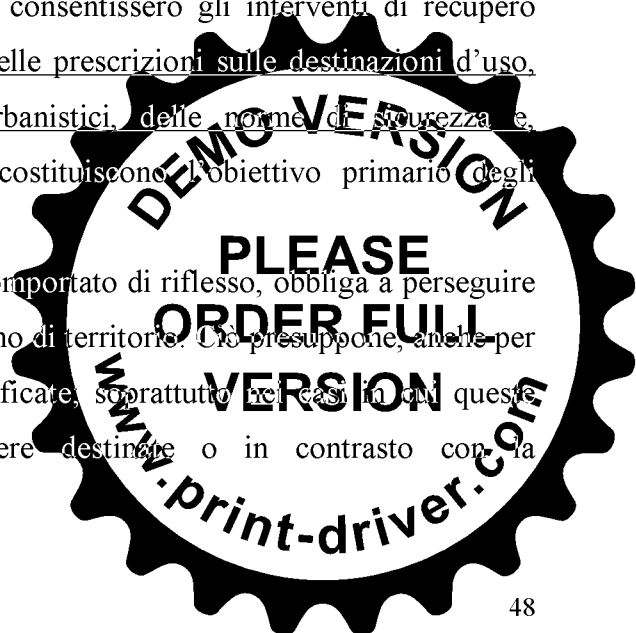 consentissero gli interventi di recupero
elle prescrizioni sulle destinazioni d’uso,
rbanistici, delle norme di sicurezza e,
costituiscono l’obiettivo primario degli
mportato di riflesso, obbliga a perseguire
no di territorio. Ciò presuppone, anche per
ficate, soprattutto nei casi in cui queste
ere destinate o in contrasto con la
DEMO VERSION
PLEASE
ORDER FULL
VERSION
www.print-driver.com
48